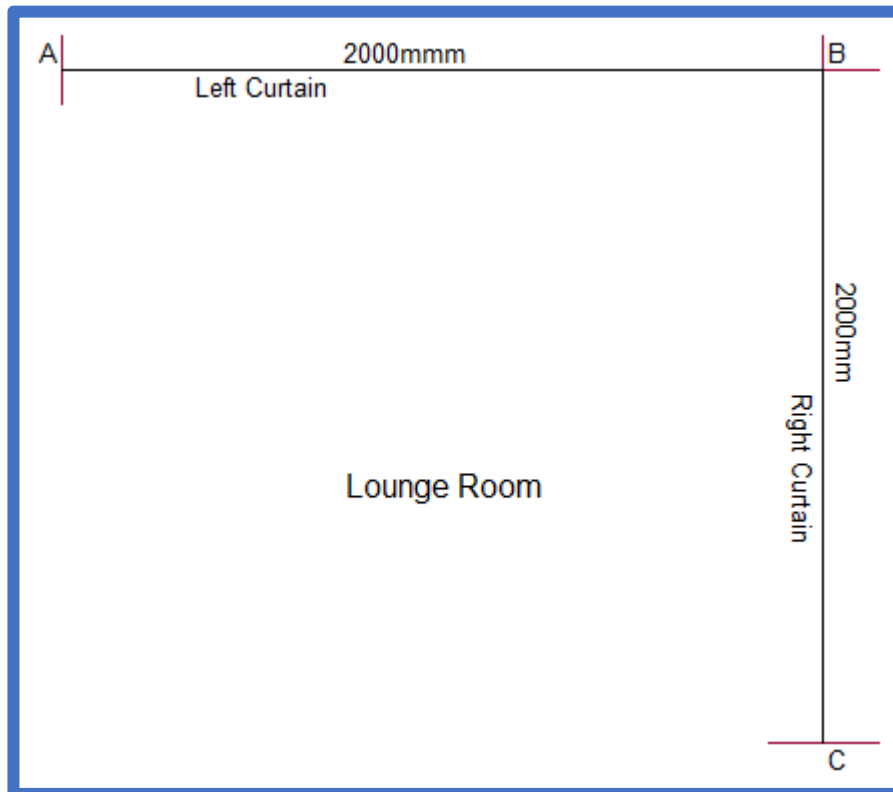 A
2000mmm
B
Left Curtain
2000mm
Right Curtain
Lounge Room
C